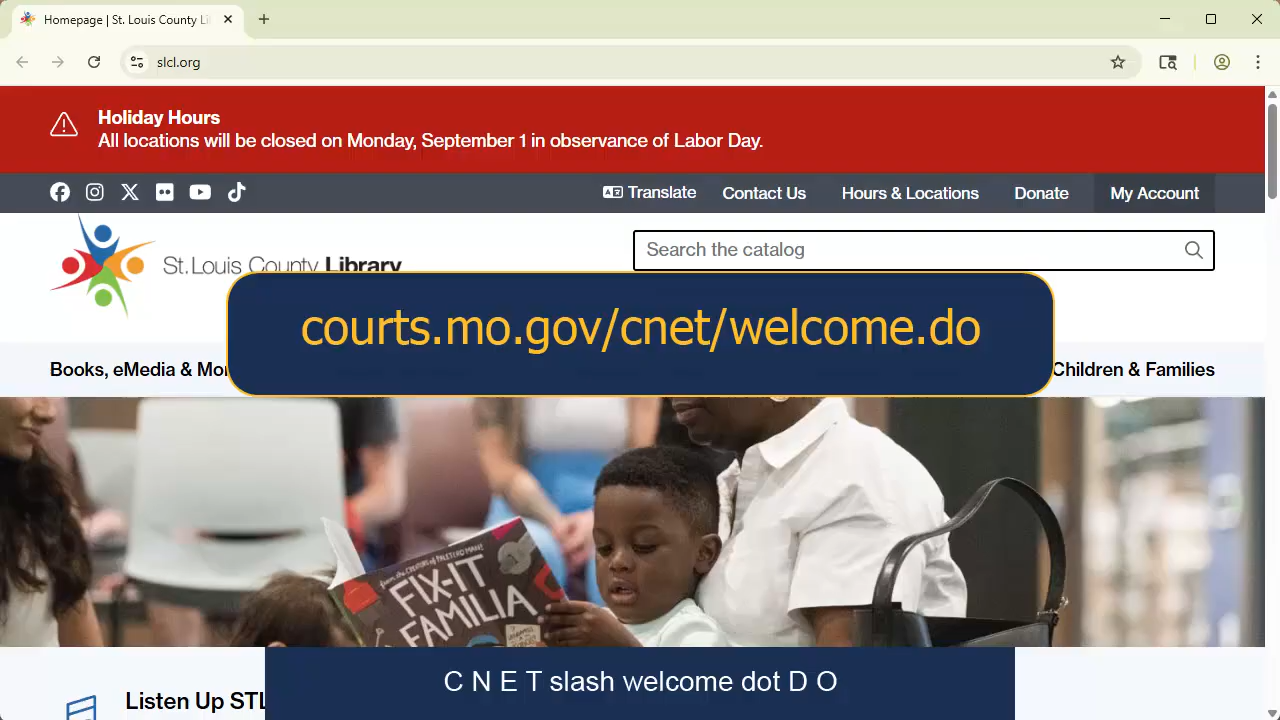 Homepage | St. Louis County Li
slcl.org
Holiday Hours
All locations will be closed on Monday, September 1 in observance of Labor Day.
Translate
Contact Us
Hours & Locations
Donate
My Account
St. Louis County Library
Search the catalog
courts.mo.gov/cnet/welcome.do
Books, eMedia & Mo
Children & Families
FIX-IT
FAMILIA
C N E T slash welcome dot D O
Listen Up STL